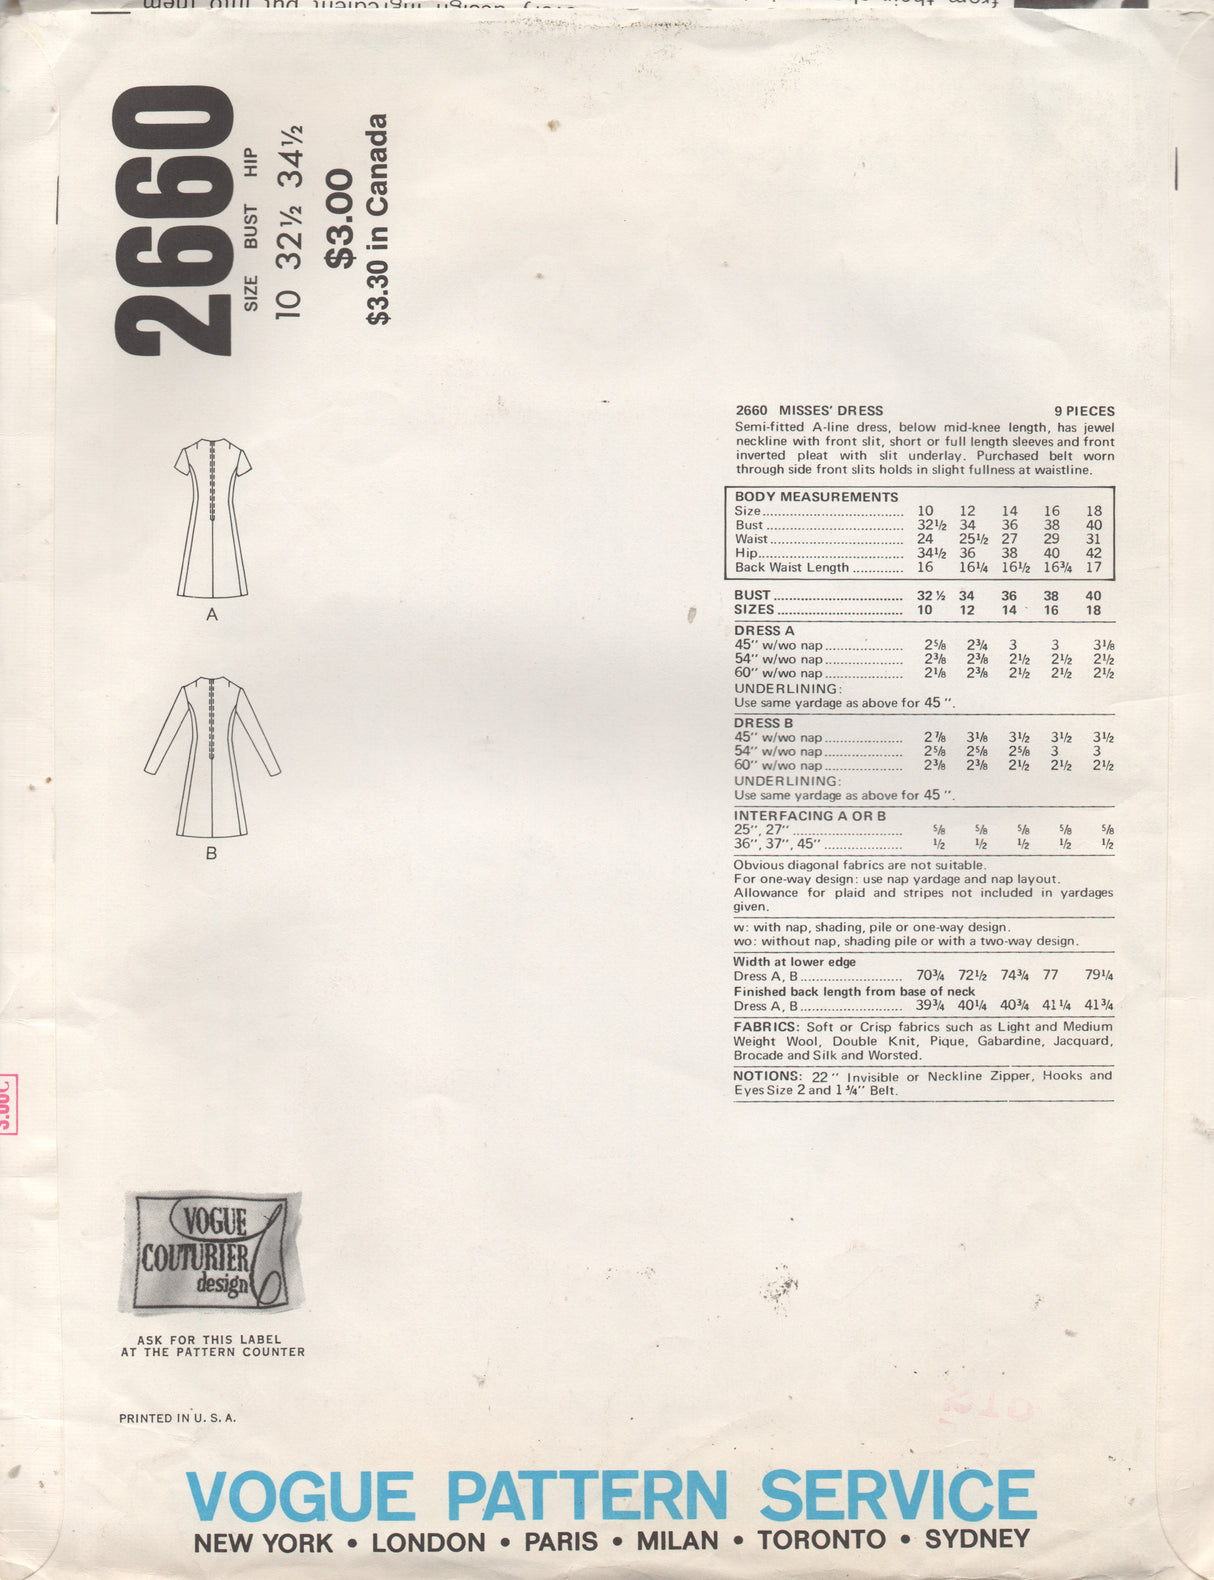 2660
SIZE BUST HIP
10 32½ 34½
$3.00
$3.30 in Canada
A
B
2660 MISSES' DRESS 9 PIECES
Semi-fitted A-line dress, below mid-knee length, has jewel
neckline with front slit, short or full length sleeves and front
inverted pleat with slit underlay. Purchased belt worn
through side front slits holds in slight fullness at waistline.
BODY MEASUREMENTS
Size 10 12 14 16 18
Bust 32½ 34 36 38 40
Waist 24 25½ 27 29 31
Hip 34½ 36 38 40 42
Back Waist Length 16 16¼ 16½ 16¾ 17
BUST 32½ 34 36 38 40
SIZES 10 12 14 16 18
DRESS A
45" w/wo nap 2⅝ 2¾ 3 3 3⅛
54" w/wo nap 2⅜ 2⅜ 2½ 2½ 2½
60" w/wo nap 2⅛ 2⅜ 2½ 2½ 2½
UNDERLINING:
Use same yardage as above for 45 ".
DRESS B
45" w/wo nap 2⅞ 3⅛ 3½ 3½ 3½
54" w/wo nap 2⅝ 2⅝ 2⅝ 3 3
60" w/wo nap 2⅜ 2⅜ 2½ 2½ 2½
UNDERLINING:
Use same yardage as above for 45 ".
INTERFACING A OR B
25", 27" ⅝ ⅝ ⅝ ⅝ ⅝
36", 37", 45" ½ ½ ½ ½ ½
Obvious diagonal fabrics are not suitable.
For one-way design: use nap yardage and nap layout.
Allowance for plaid and stripes not included in yardages
given.
w: with nap, shading, pile or one-way design.
wo: without nap, shading pile or with a two-way design.
Width at lower edge
Dress A, B 70¾ 72½ 74¾ 77 79¼
Finished back length from base of neck
Dress A, B 39¾ 40¼ 40¾ 41¼ 41¾
FABRICS: Soft or Crisp fabrics such as Light and Medium
Weight Wool, Double Knit, Pique, Gabardine, Jacquard,
Brocade and Silk and Worsted.
NOTIONS: 22" Invisible or Neckline Zipper, Hooks and
Eyes Size 2 and 1¾" Belt.
VOGUE
COUTURIER
design
ASK FOR THIS LABEL
AT THE PATTERN COUNTER
PRINTED IN U. S. A.
VOGUE PATTERN SERVICE
NEW YORK • LONDON • PARIS • MILAN • TORONTO • SYDNEY